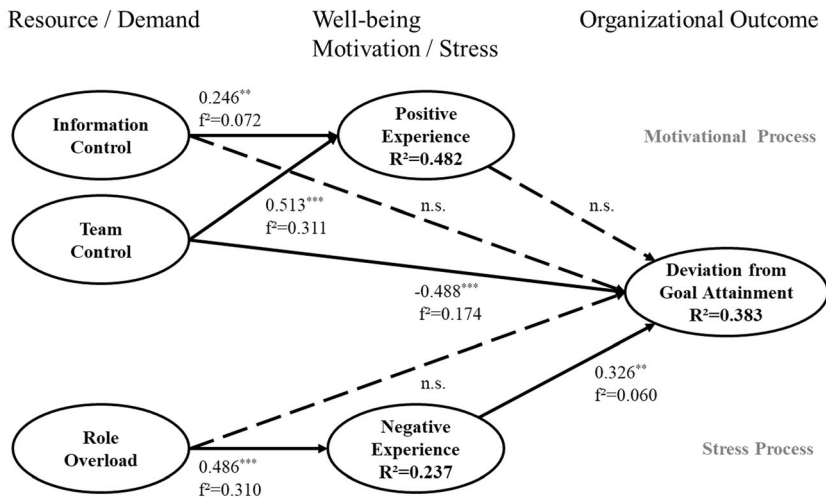 Resource / Demand
Well-being
Motivation / Stress
Organizational Outcome
Information
Control
0.246**
f²=0.072
Positive
Experience
R²=0.482
Motivational Process
Team
Control
0.513***
f²=0.311
n.s.
n.s.
Deviation from
Goal Attainment
R²=0.383
-0.488***
f²=0.174
n.s.
0.326**
f²=0.060
Role
Overload
0.486***
f²=0.310
Negative
Experience
R²=0.237
Stress Process